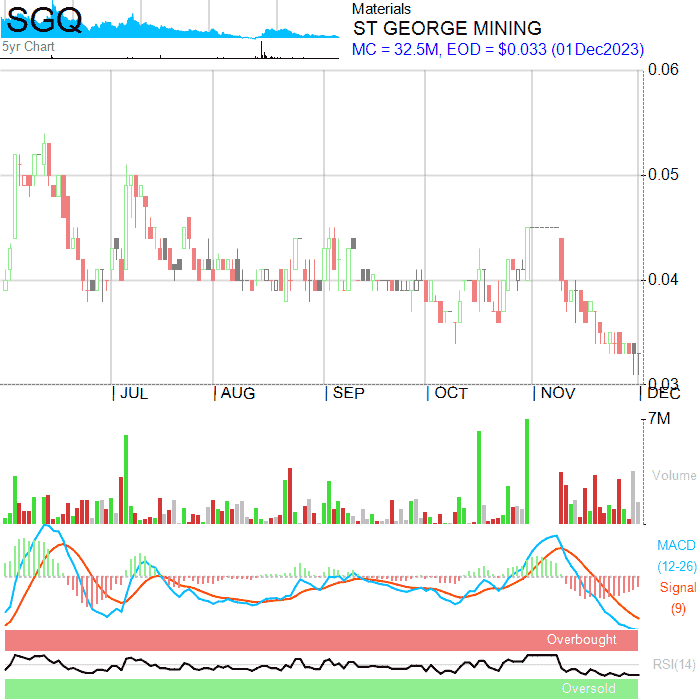 SGQ
5yr Chart
Materials
ST GEORGE MINING
MC = 32.5M, EOD = $0.033 (01Dec2023)
0.06
0.05
0.04
0.03
JUL AUG SEP OCT NOV DEC
7M
Volume
MACD
(12-26)
Signal
(9)
Overbought
RSI(14)
Oversold